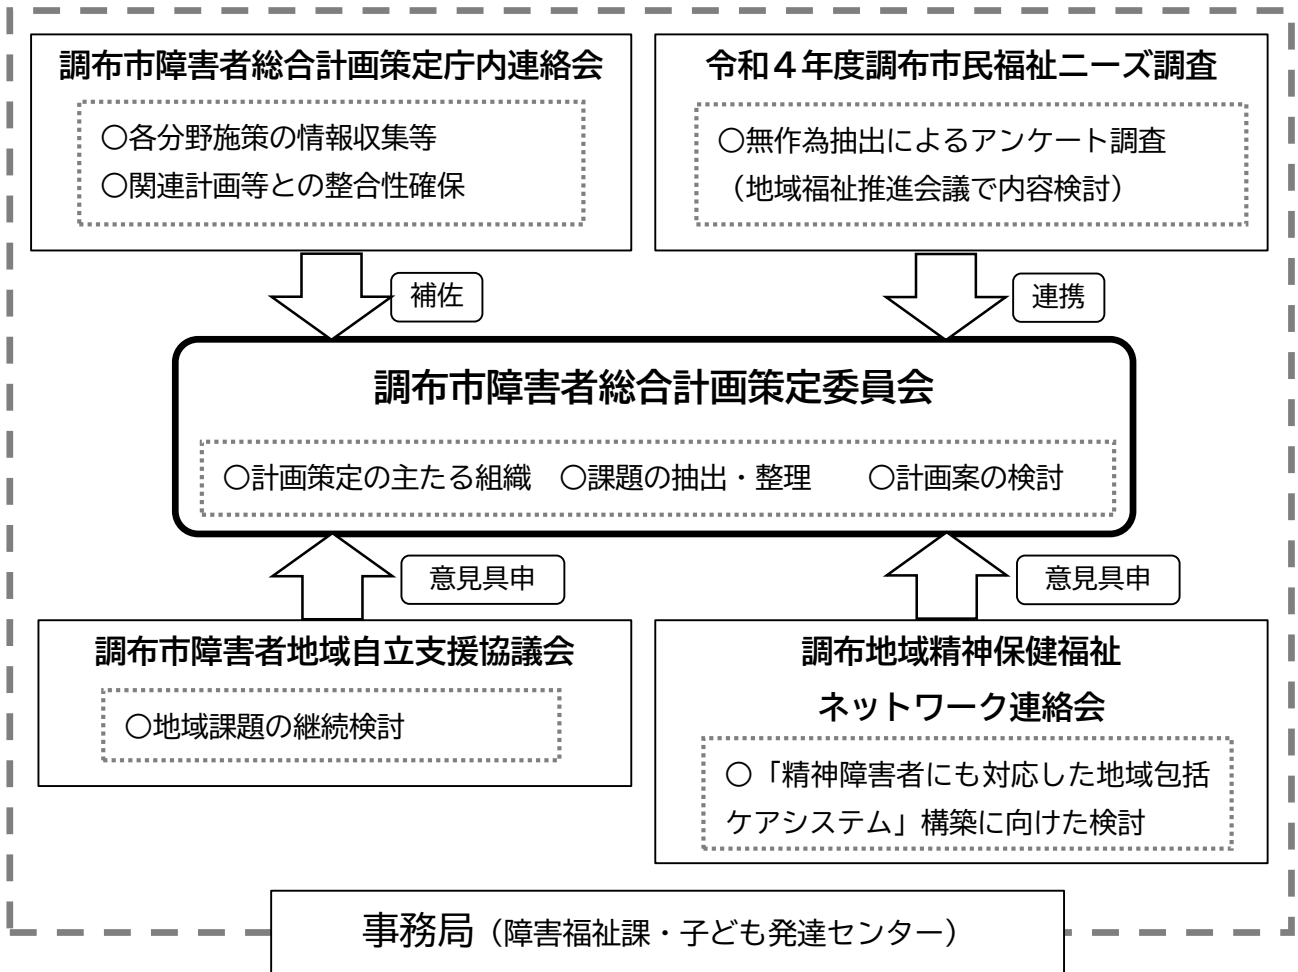 調布市障害者総合計画策定庁内連絡会
○各分野施策の情報収集等
○関連計画等との整合性確保
令和４年度調布市民福祉ニーズ調査
○無作為抽出によるアンケート調査
（地域福祉推進会議で内容検討）
補佐
連携
調布市障害者総合計画策定委員会
○計画策定の主たる組織　○課題の抽出・整理　　○計画案の検討
意見具申
意見具申
調布市障害者地域自立支援協議会
○地域課題の継続検討
調布地域精神保健福祉
ネットワーク連絡会
○「精神障害者にも対応した地域包括
ケアシステム」構築に向けた検討
事務局（障害福祉課・子ども発達センター）